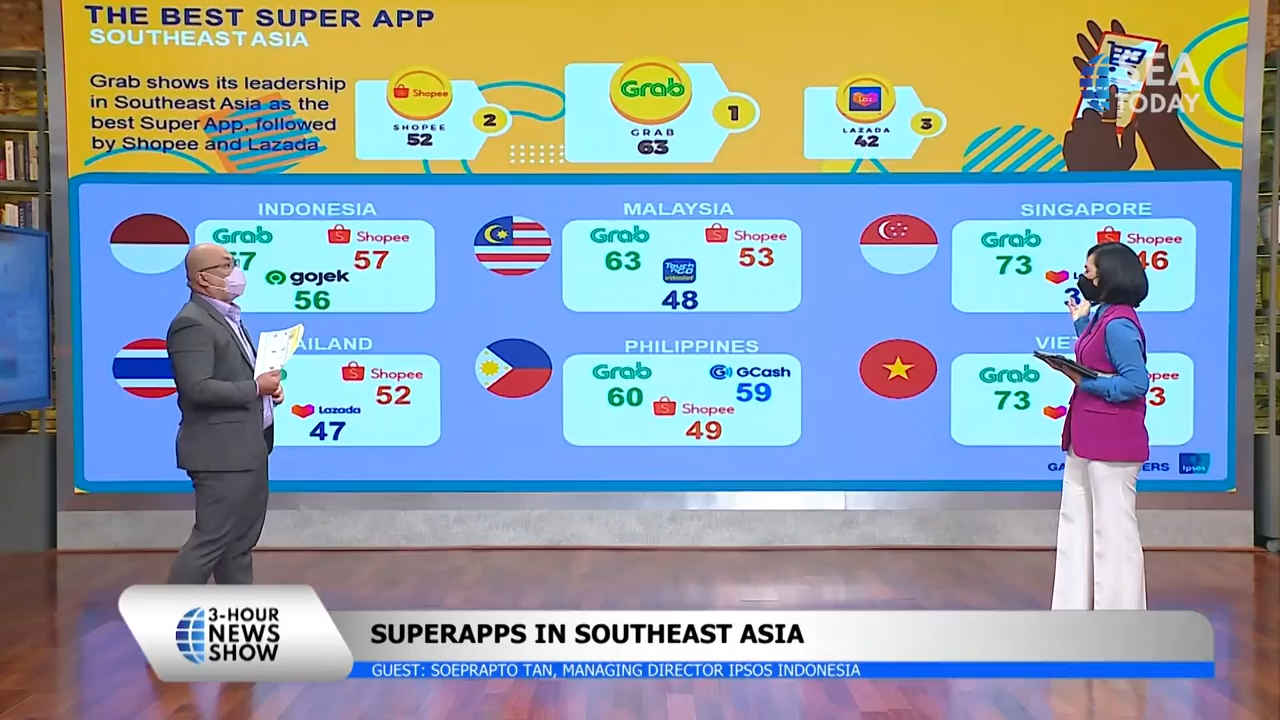 THE BEST SUPER APP
SOUTHEAST ASIA
Grab shows its leadership
in Southeast Asia as the
best Super App, followed
by Shopee and Lazada
Shopee
SHOPEE
52
2
Grab
GRAB
63
1
Laz
LAZADA
42
3
SEA
TODAY
INDONESIA
Grab
Shopee
57
gojek
56
MALAYSIA
Grab
63
Shopee
53
Touch
'n GO
eWallet
48
SINGAPORE
Grab
73
Shopee
46
Shopee
52
Lazada
47
PHILIPPINES
Grab
60
GCash
59
Shopee
49
Grab
73
Ipsos
3-HOUR
NEWS
SHOW
SUPERAPPS IN SOUTHEAST ASIA
GUEST: SOEPRAPTO TAN, MANAGING DIRECTOR IPSOS INDONESIA